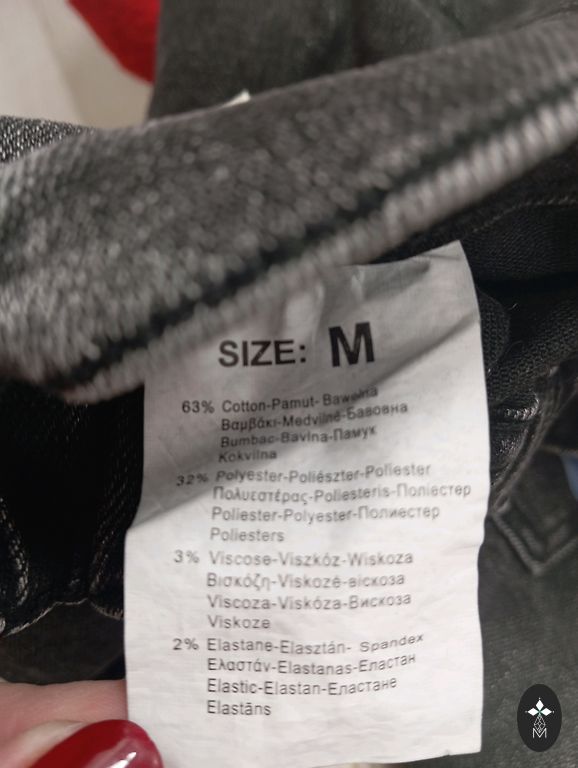 SIZE: M
63% Cotton-Pamut-Bawełna
Βαμβάκι-Medvilnė-Бавовна
Bumbac-Bavlna-Памук
Kokvilna
32% Polyester-Poliészter-Poliester
Πολυεστέρας-Poliesteris-Поліестер
Poliester-Polyester-Полиестер
Poliesters
3% Viscose-Viszkóz-Wiskoza
Βισκόζη-Viskozė-віскоза
Viscoza-Viskóza-Вискоза
Viskoze
2% Elastane-Elasztán- Spandex
Ελαστάν-Elastanas-Еластан
Elastic-Elastan-Еластане
Elastāns
M